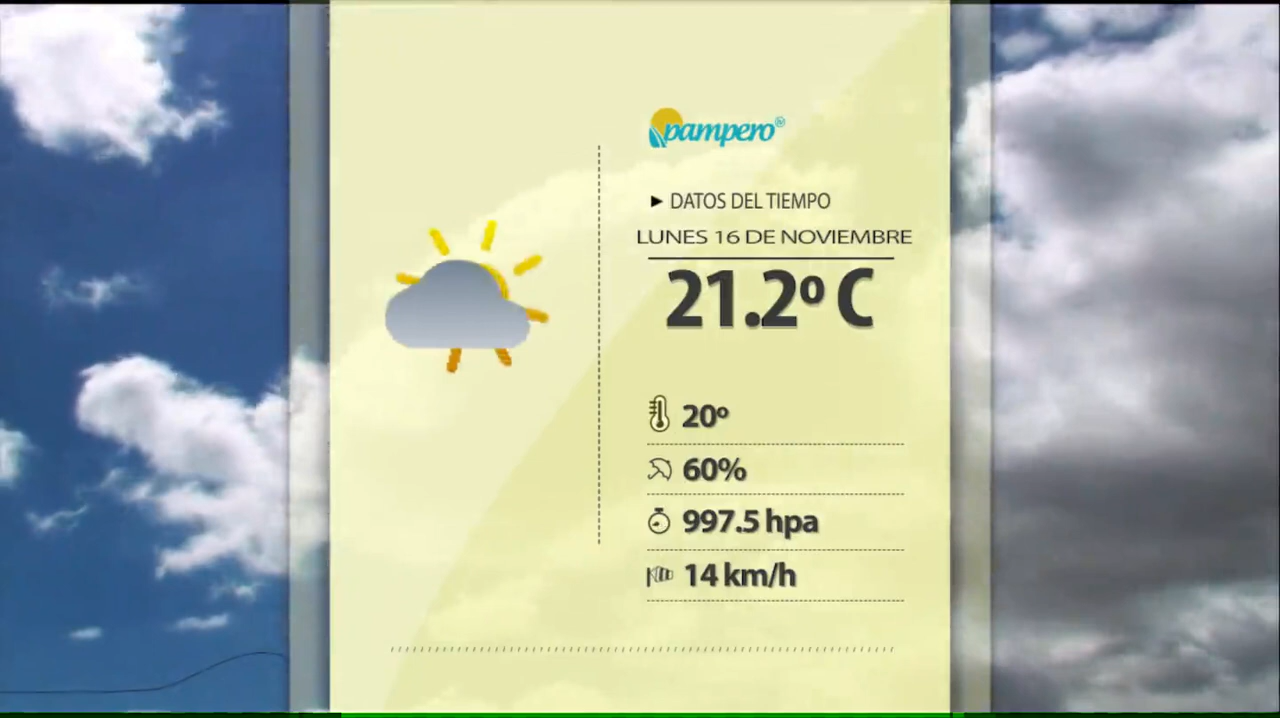 pampero
DATOS DEL TIEMPO
LUNES 16 DE NOVIEMBRE
21.2º C
20º
60%
997.5 hpa
14 km/h